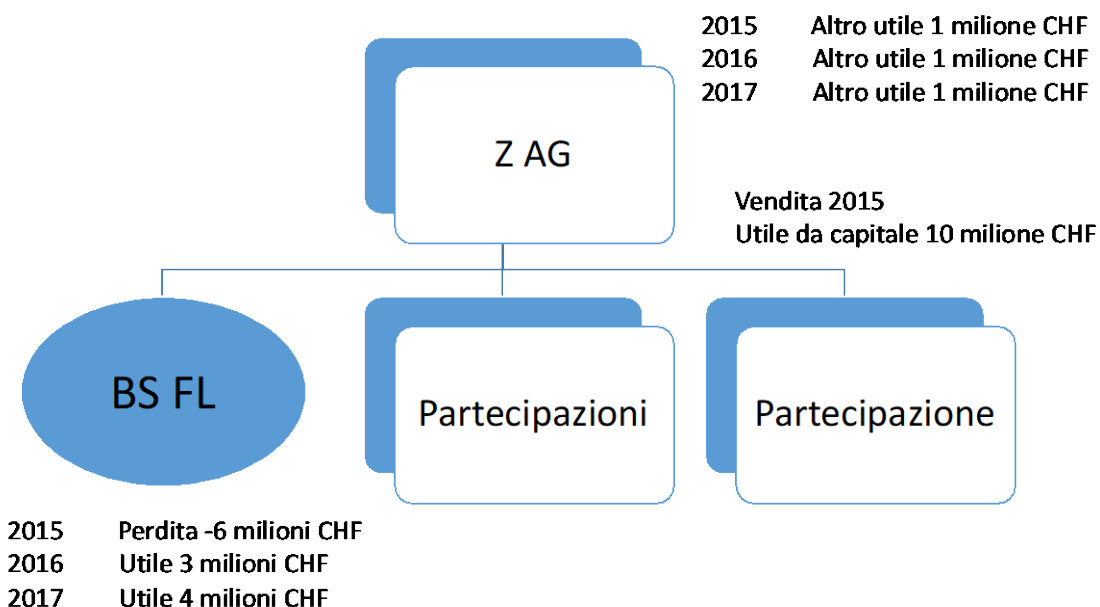 2015 Altro utile 1 milione CHF
2016 Altro utile 1 milione CHF
2017 Altro utile 1 milione CHF
Z AG
Vendita 2015
Utile da capitale 10 milione CHF
BS FL
Partecipazioni
Partecipazione
2015 Perdita -6 milioni CHF
2016 Utile 3 milioni CHF
2017 Utile 4 milioni CHF